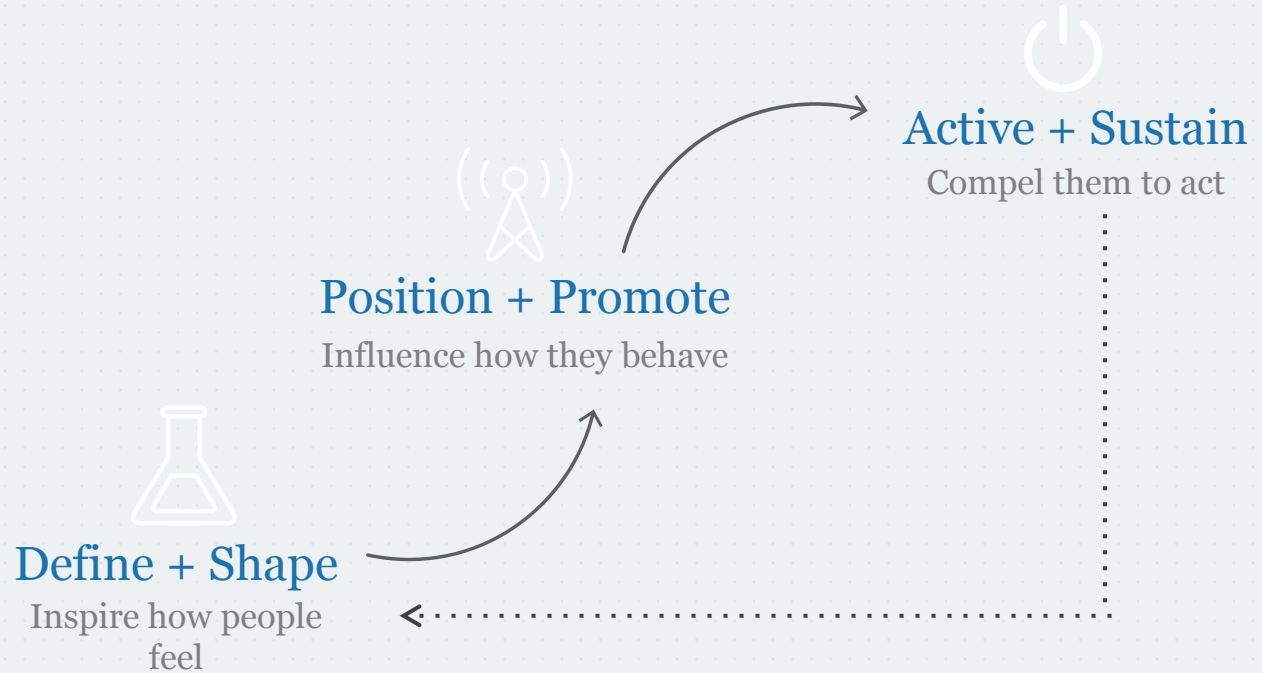 Active + Sustain
Compel them to act
Position + Promote
Influence how they behave
Define + Shape
Inspire how people
feel